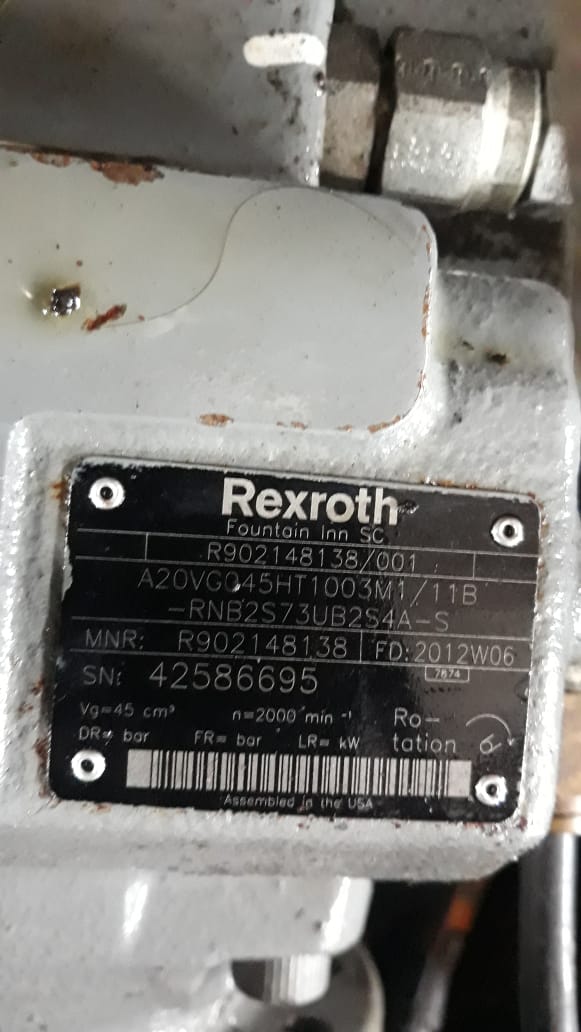 Rexroth
Fountain Inn SC
R902148138/001
A20VG045HT1003M1/11B
-RNB2S73UB2S4A-S
MNR: R902148138 FD:2012W06
7874
SN: 42586695
Vg=45 cm³ n=2000 min -¹
DR= bar FR= bar LR= kW
Ro-
tation
Assembled in the USA